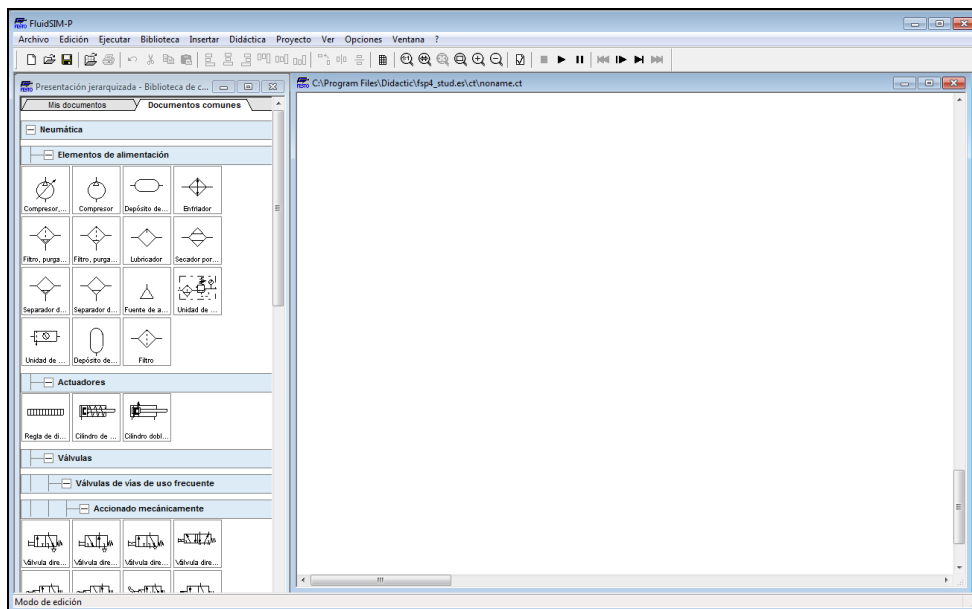 FluidSIM-P
Archivo Edición Ejecutar Biblioteca Insertar Didáctica Proyecto Ver Opciones Ventana ?
Presentación jerarquizada - Biblioteca de c...
C:\Program Files\Didactic\fsp4_stud.es\ct\noname.ct
Mis documentos Documentos comunes
Neumática
Elementos de alimentación
Compresor,... Compresor Depósito de... Enfriador
Filtro, purga... Filtro, purga... Lubricador Secador por...
Separador d... Separador d... Fuente de a... Unidad de ...
Unidad de ... Depósito de... Filtro
Actuadores
Regla de di... Cilindro de ... Cilindro dobl...
Válvulas
Válvulas de vías de uso frecuente
Accionado mecánicamente
Válvula dire... Válvula dire... Válvula dire... Válvula dire...
Modo de edición